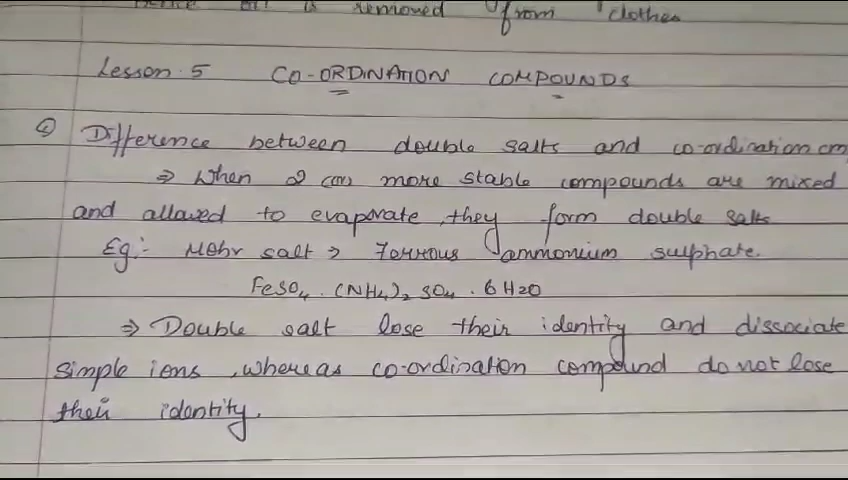 is removed from clothes
Lesson. 5 CO-ORDINATION COMPOUNDS
Difference between double salts and co-ordination com
⇒ When 2 (or) more stable compounds are mixed
and allowed to evaporate, they form double salts
Eg:- Mohr salt ⇒ Ferrous ammonium sulphate.
FeSO4 . (NH4)2 SO4 . 6H2O
⇒ Double salt lose their identity and dissociate
simple ions, whereas co-ordination compound do not lose
their identity.